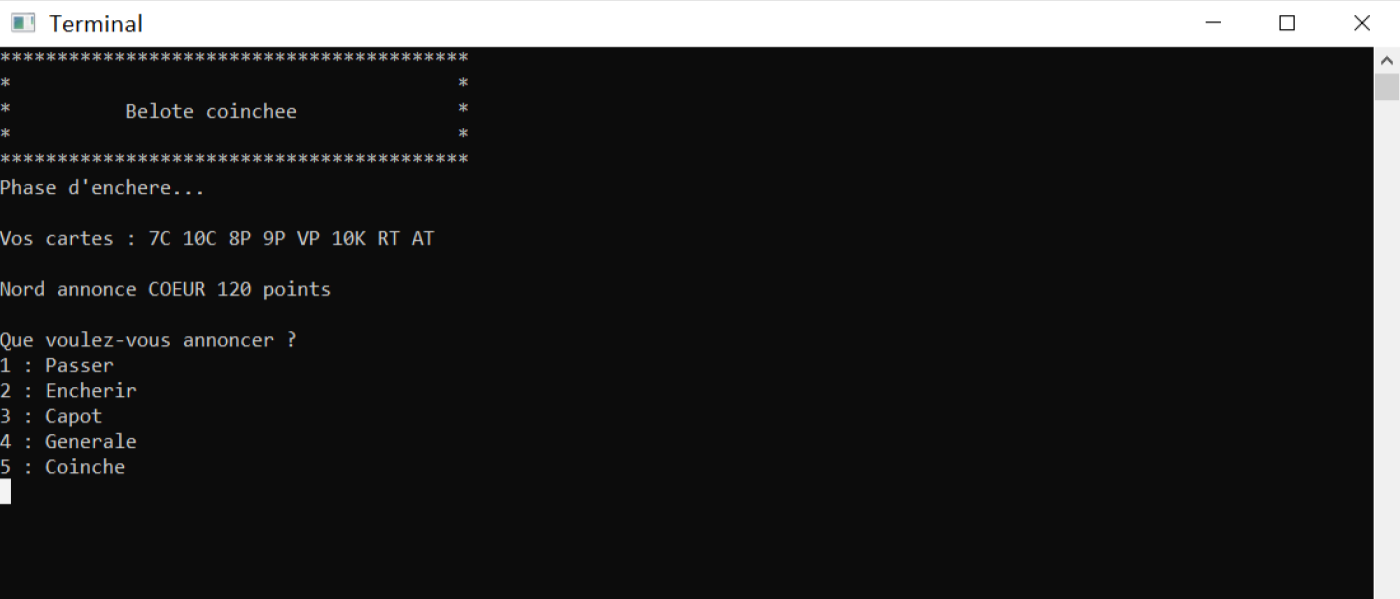 Terminal
*****************************************
*                                       *
*          Belote coinchee              *
*                                       *
*****************************************
Phase d'enchere...
Vos cartes : 7C 10C 8P 9P VP 10K RT AT
Nord annonce COEUR 120 points
Que voulez-vous annoncer ?
1 : Passer
2 : Encherir
3 : Capot
4 : Generale
5 : Coinche